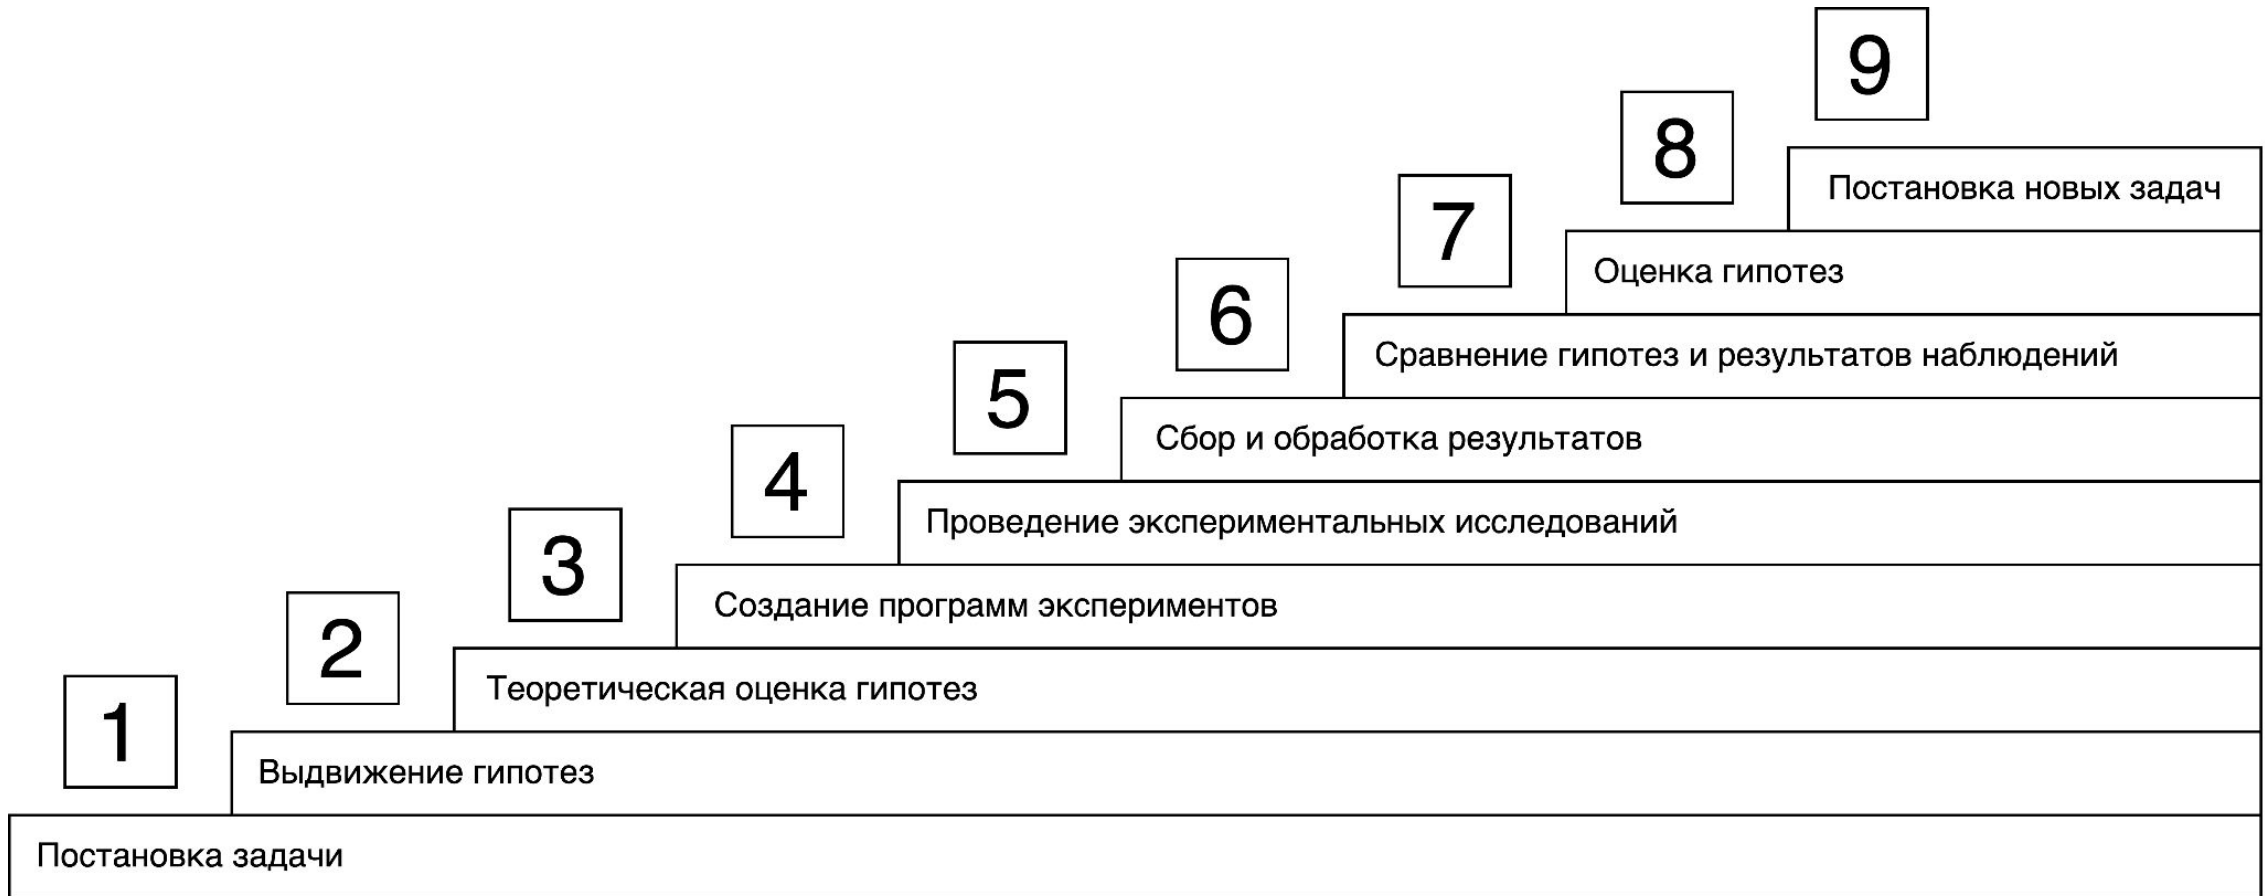 9
8
Постановка новых задач
7
Оценка гипотез
6
Сравнение гипотез и результатов наблюдений
5
Сбор и обработка результатов
4
Проведение экспериментальных исследований
3
Создание программ экспериментов
2
Теоретическая оценка гипотез
1
Выдвижение гипотез
Постановка задачи